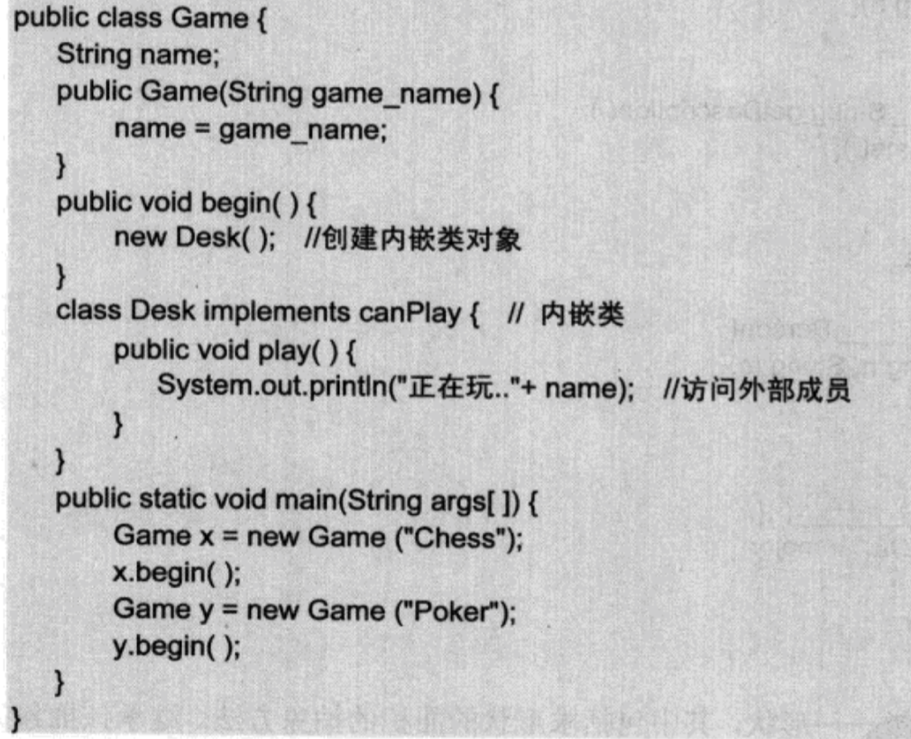 public class Game {
String name;
public Game(String game_name) {
name = game_name;
}
public void begin( ) {
new Desk( ); //创建内嵌类对象
}
class Desk implements canPlay { // 内嵌类
public void play( ) {
System.out.println("正在玩.."+ name); //访问外部成员
}
}
public static void main(String args[ ]) {
Game x = new Game ("Chess");
x.begin( );
Game y = new Game ("Poker");
y.begin( );
}
}